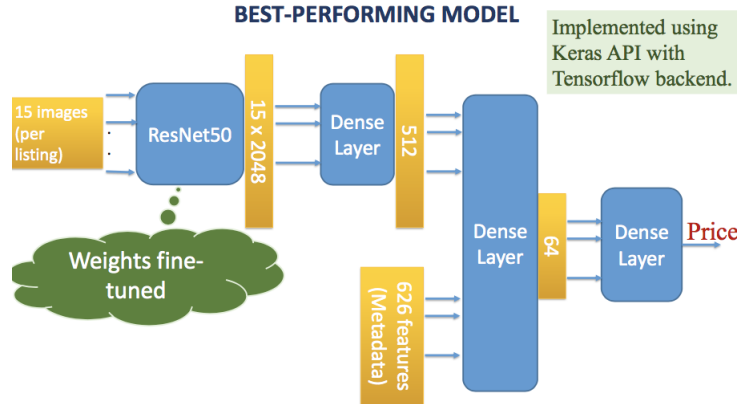 BEST-PERFORMING MODEL
Implemented using
Keras API with
Tensorflow backend.
15 images
(per
listing)
ResNet50
15 x 2048
Dense
Layer
512
Weights fine-
tuned
626 features
(Metadata)
Dense
Layer
64
Dense
Layer
Price